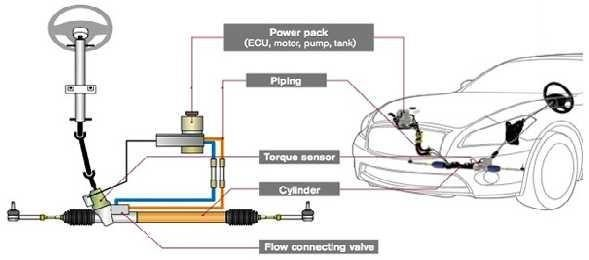 Power pack
(ECU, motor, pump, tank)
Piping
Torque sensor
Cylinder
Flow connecting valve